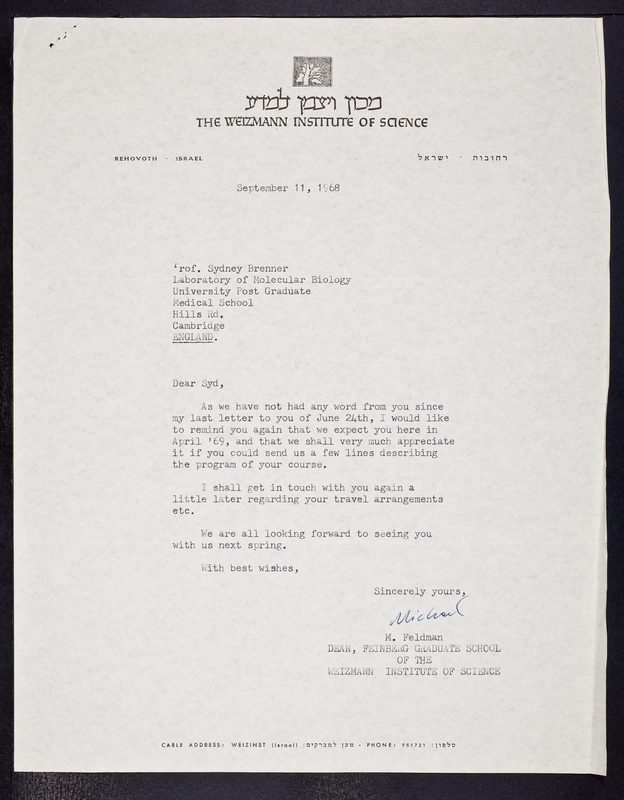 מכון ויצמן למדע
THE WEIZMANN INSTITUTE OF SCIENCE
REHOVOTH · ISRAEL רחובות · ישראל
September 11, 1968
Prof. Sydney Brenner
Laboratory of Molecular Biology
University Post Graduate
Medical School
Hills Rd.
Cambridge
ENGLAND.
Dear Syd,
As we have not had any word from you since
my last letter to you of June 24th, I would like
to remind you again that we expect you here in
April '69, and that we shall very much appreciate
it if you could send us a few lines describing
the program of your course.
I shall get in touch with you again a
little later regarding your travel arrangements
etc.
We are all looking forward to seeing you
with us next spring.
With best wishes,
Sincerely yours,
Michael
M. Feldman
DEAN, FEINBERG GRADUATE SCHOOL
OF THE
WEIZMANN INSTITUTE OF SCIENCE
CABLE ADDRESS: WEIZINST (Israel) מען למברקים: · PHONE: 951721 טלפון: